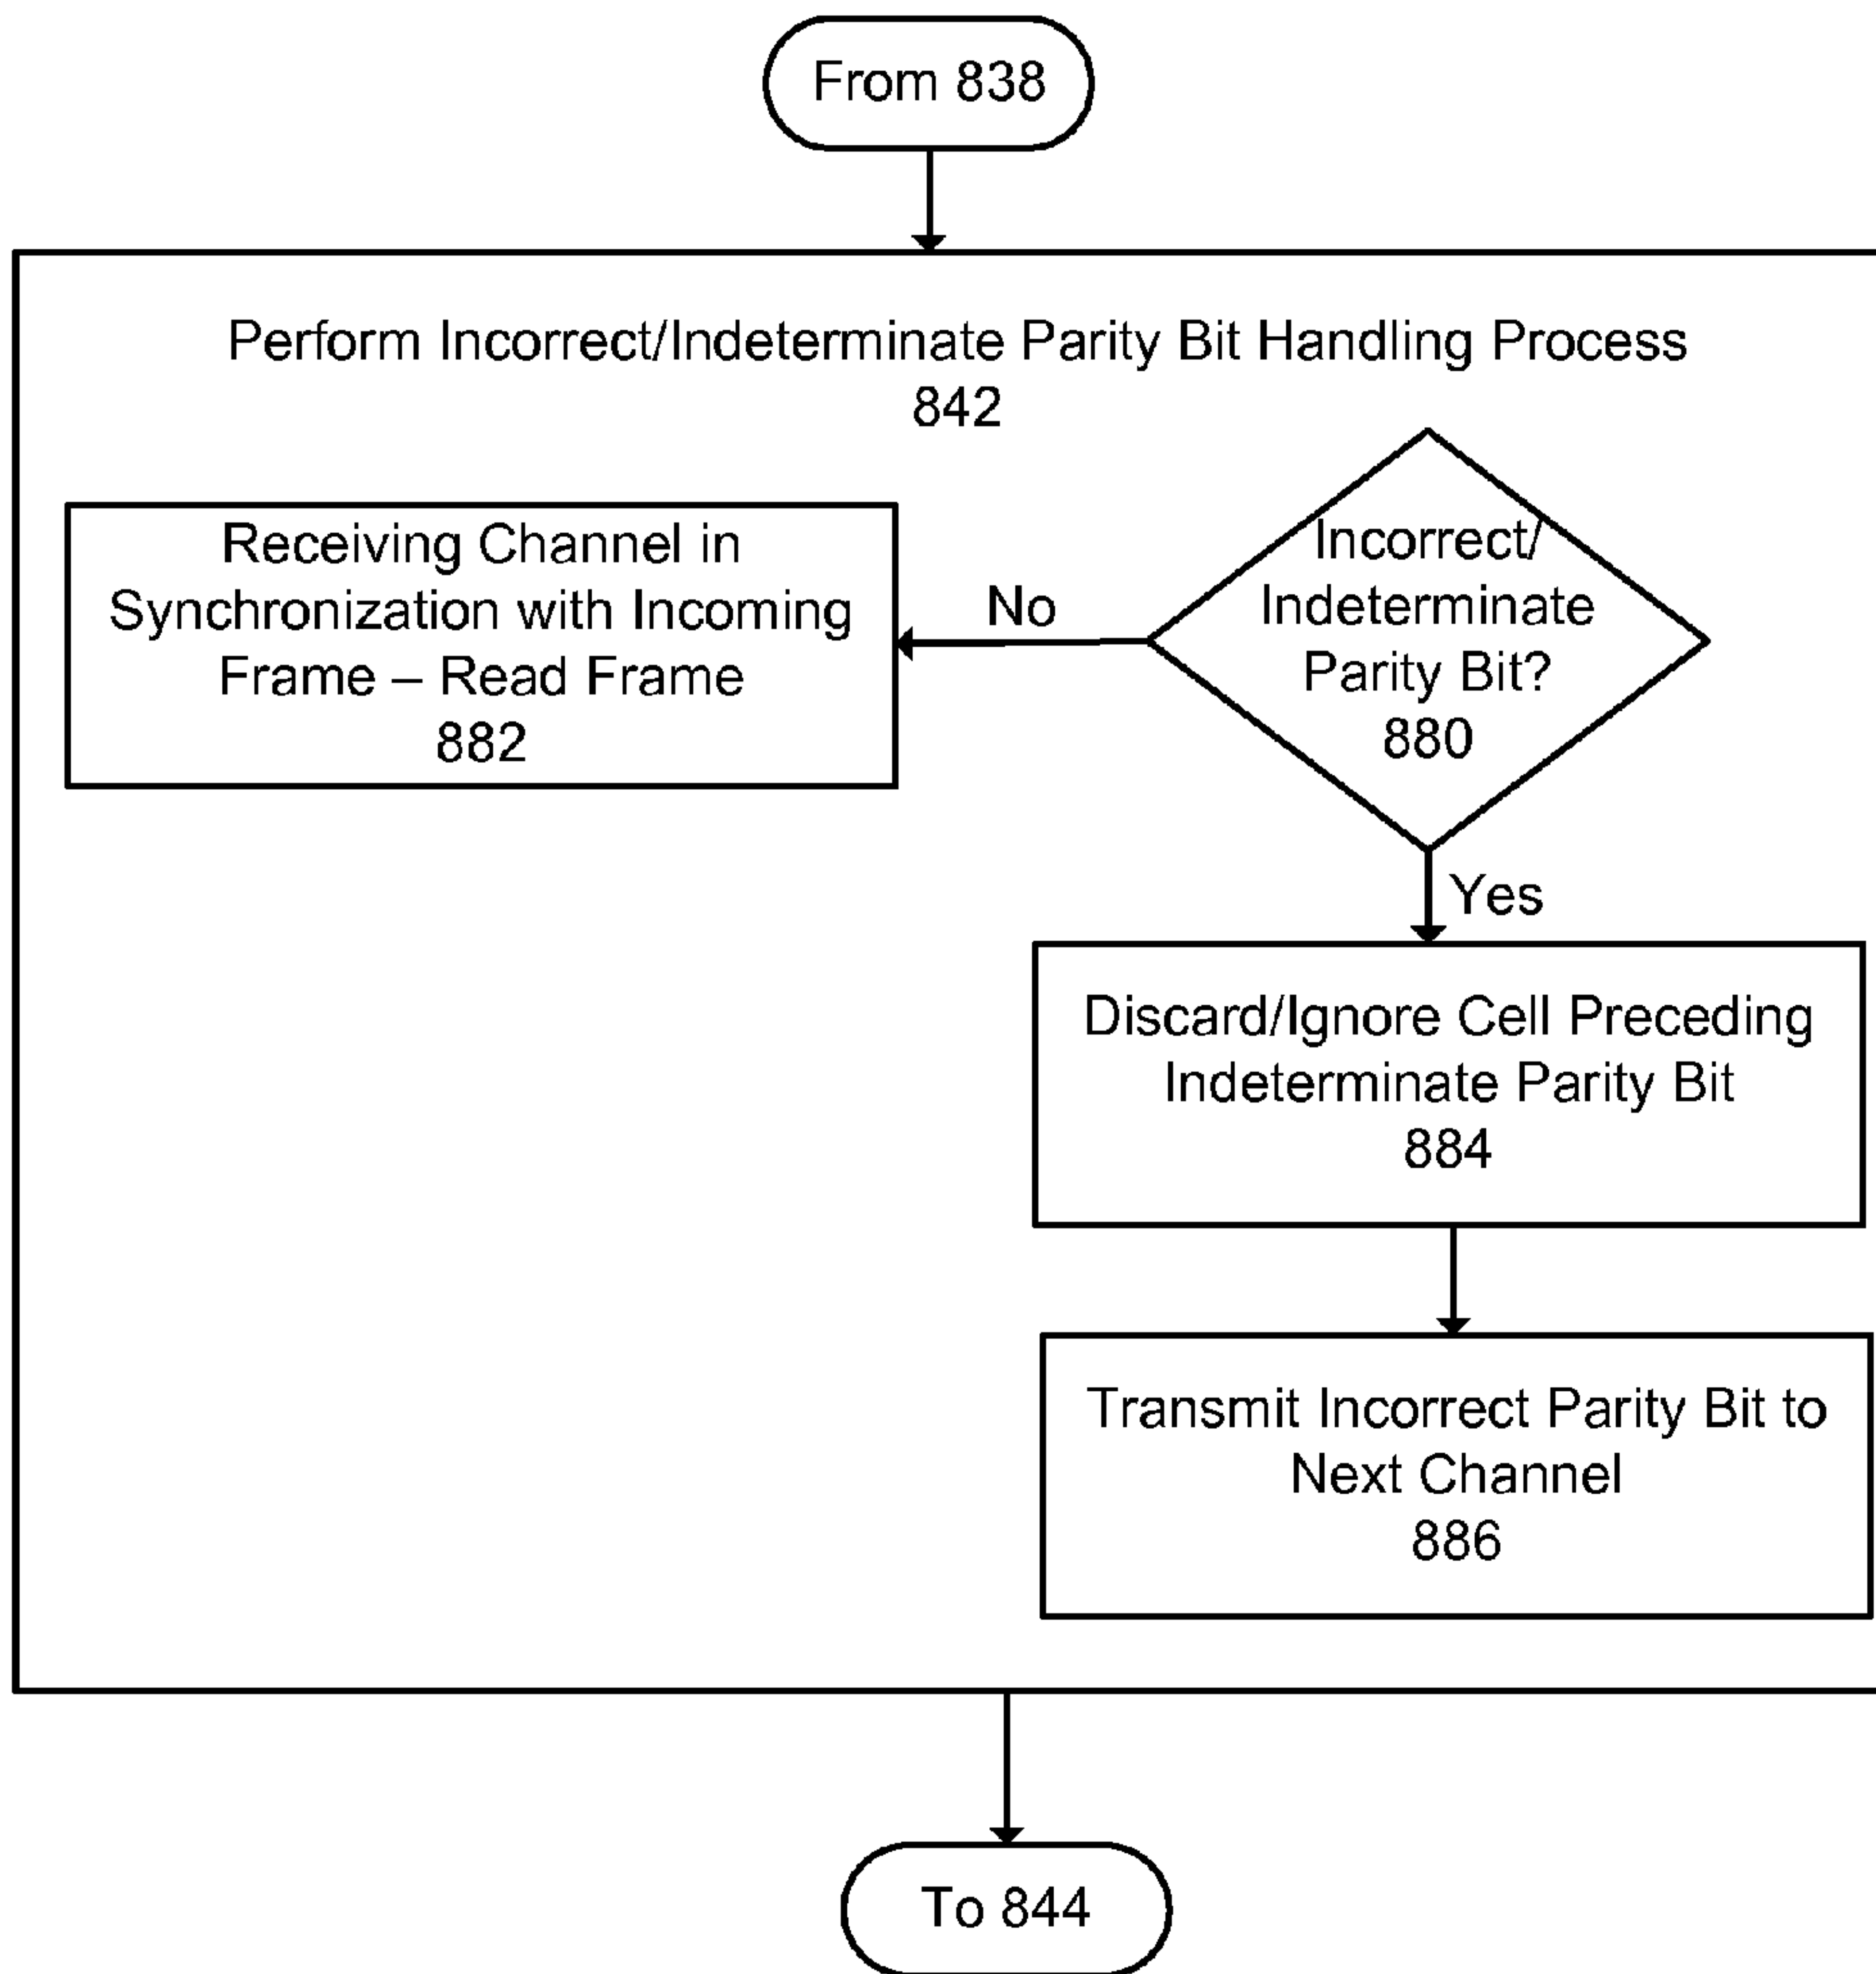 From 838
Perform Incorrect/Indeterminate Parity Bit Handling Process
842
Receiving Channel in
Synchronization with Incoming
Frame – Read Frame
882
No
Incorrect/
Indeterminate
Parity Bit?
880
Yes
Discard/Ignore Cell Preceding
Indeterminate Parity Bit
884
Transmit Incorrect Parity Bit to
Next Channel
886
To 844